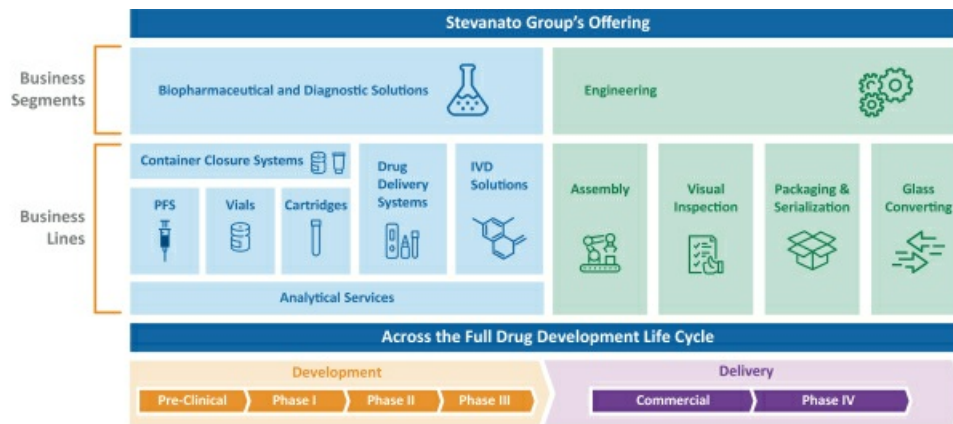 Stevanato Group's Offering
Business
Segments
Biopharmaceutical and Diagnostic Solutions
Engineering
Business
Lines
Container Closure Systems
PFS
Vials
Cartridges
Drug
Delivery
Systems
IVD
Solutions
Analytical Services
Assembly
Visual
Inspection
Packaging &
Serialization
Glass
Converting
Across the Full Drug Development Life Cycle
Development
Pre-Clinical
Phase I
Phase II
Phase III
Delivery
Commercial
Phase IV